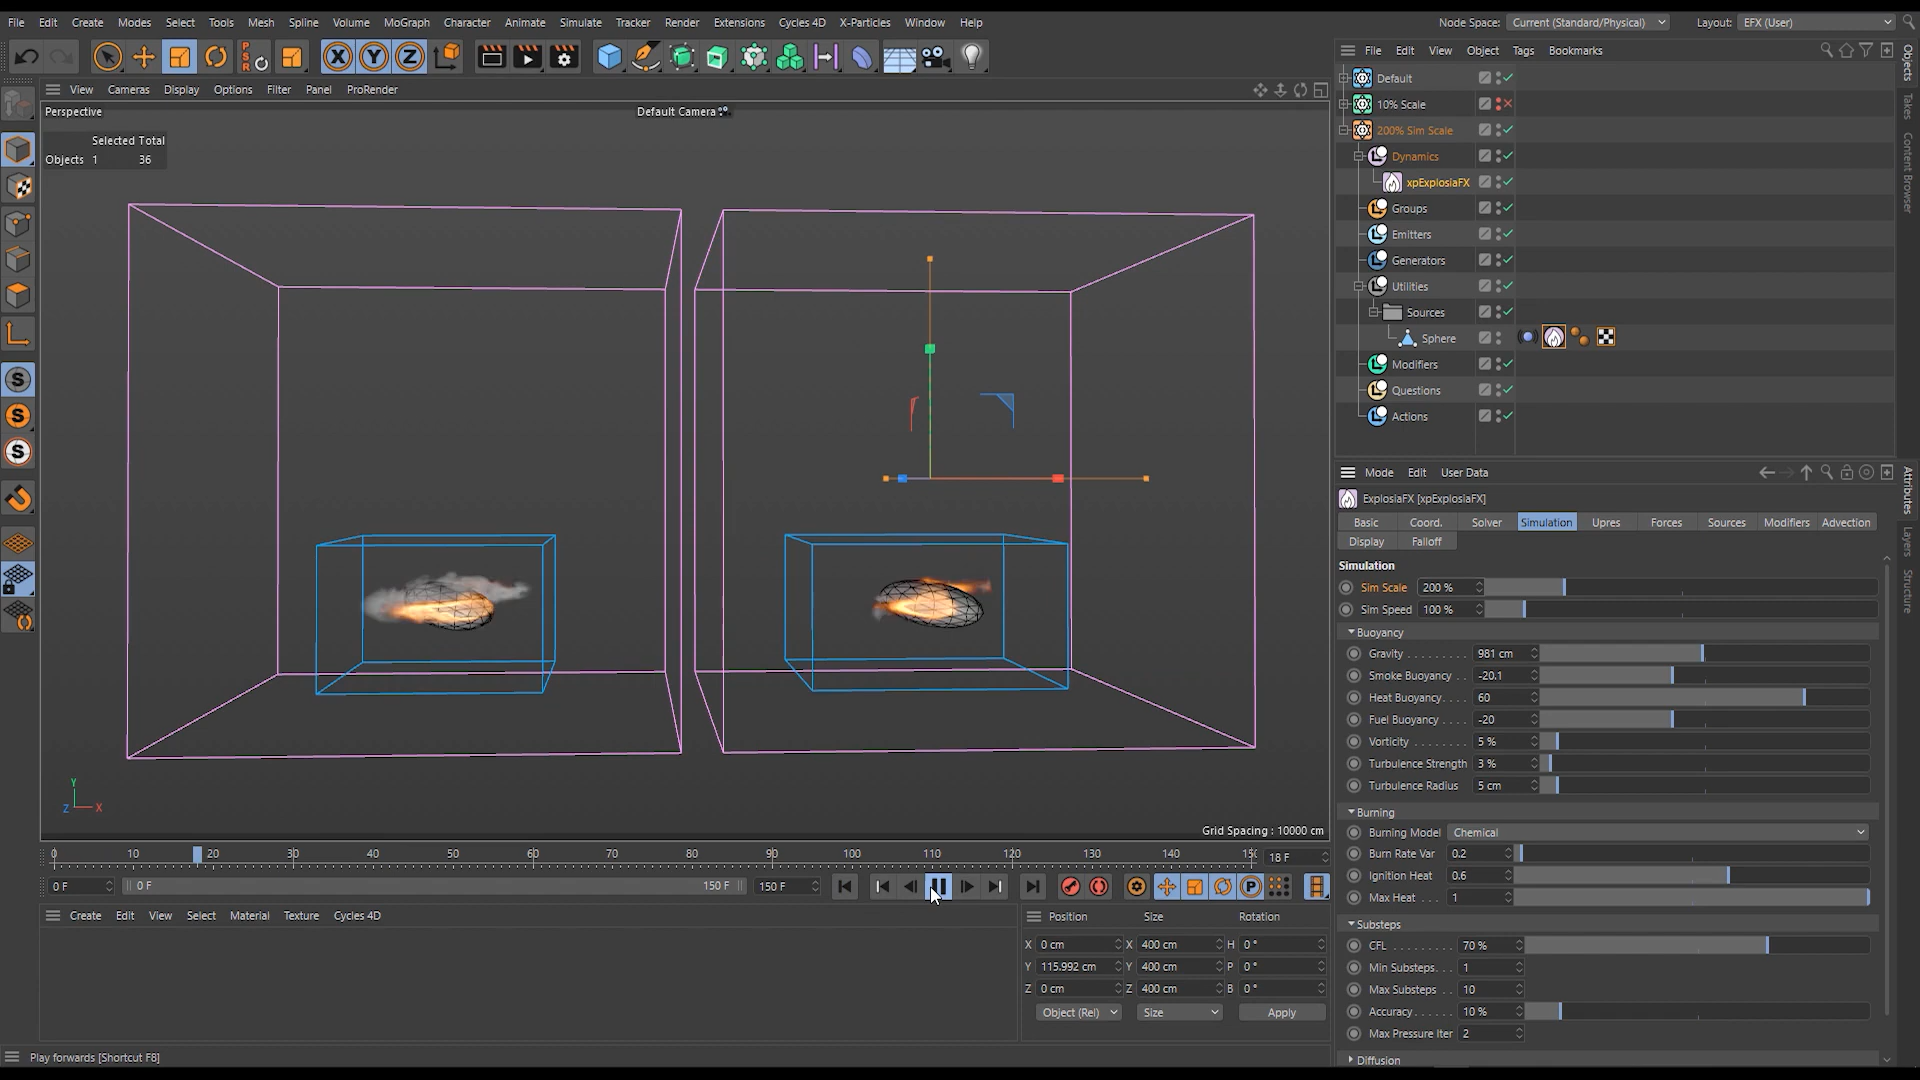 File Edit Create Modes Select Tools Mesh Spline Volume MoGraph Character Animate Simulate Tracker Render Extensions Cycles 4D X-Particles Window Help
Node Space: Current (Standard/Physical) Layout: EFX (User)
PSR X Y Z
File Edit View Object Tags Bookmarks
View Cameras Display Options Filter Panel ProRender
Perspective
Default Camera
Selected Total
Objects 1 36
Y
Z X
Grid Spacing : 10000 cm
S
S
S
Default
10% Scale
200% Sim Scale
Dynamics
xpExplosiaFX
Groups
Emitters
Generators
Utilities
Sources
Sphere
Modifiers
Questions
Actions
Objects
Takes
Content Browser
Mode Edit User Data
ExplosiaFX [xpExplosiaFX]
Basic Coord. Solver Simulation Upres Forces Sources Modifiers Advection
Display Falloff
Simulation
Sim Scale 200 %
Sim Speed 100 %
Buoyancy
Gravity . . . . . . . . . 981 cm
Smoke Buoyancy . . -20.1
Heat Buoyancy. . . . 60
Fuel Buoyancy . . . . -20
Vorticity . . . . . . . . 5 %
Turbulence Strength 3 %
Turbulence Radius 5 cm
Burning
Burning Model Chemical
Burn Rate Var 0.2
Ignition Heat 0.6
Max Heat . . . 1
Substeps
CFL . . . . . . . . . 70 %
Min Substeps. . . 1
Max Substeps . . 10
Accuracy. . . . . . 10 %
Max Pressure Iter 2
Diffusion
Attributes
Layers
Structure
0 10 20 30 40 50 60 70 80 90 100 110 120 130 140 18 F
0 F 0 F 150 F 150 F
P
Create Edit View Select Material Texture Cycles 4D
Position Size Rotation
X 0 cm X 400 cm H 0 °
Y 115.992 cm Y 400 cm P 0 °
Z 0 cm Z 400 cm B 0 °
Object (Rel) Size Apply
Play forwards [Shortcut F8]